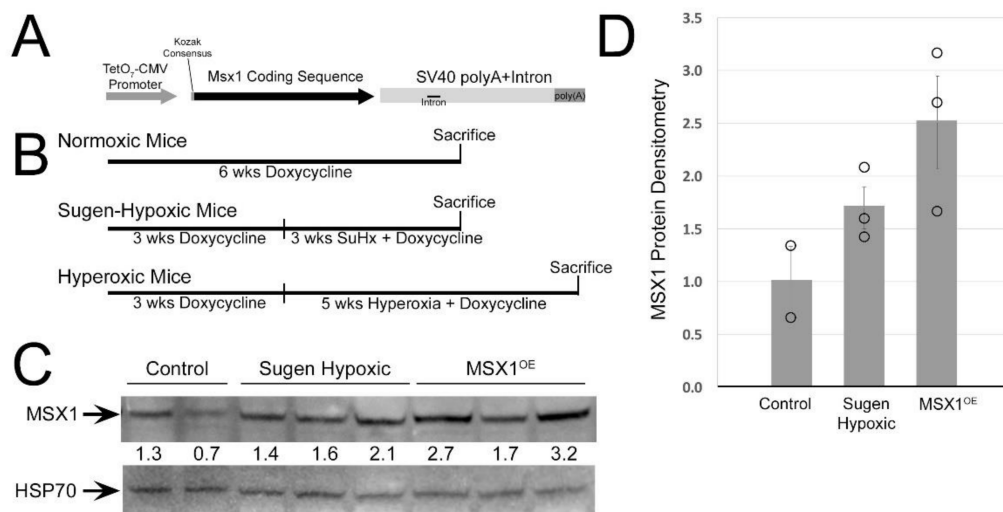 A
Kozak
Consensus
TetO₇-CMV
Promoter
Msx1 Coding Sequence
SV40 polyA+Intron
Intron
poly(A)
B
Normoxic Mice
Sacrifice
6 wks Doxycycline
Sugen-Hypoxic Mice
Sacrifice
3 wks Doxycycline
3 wks SuHx + Doxycycline
Hyperoxic Mice
Sacrifice
3 wks Doxycycline
5 wks Hyperoxia + Doxycycline
C
Control Sugen Hypoxic MSX1ᴼᴱ
MSX1
1.3 0.7 1.4 1.6 2.1 2.7 1.7 3.2
HSP70
D
MSX1 Protein Densitometry
3.5
3.0
2.5
2.0
1.5
1.0
0.5
0.0
Control
Sugen
Hypoxic
MSX1ᴼᴱ